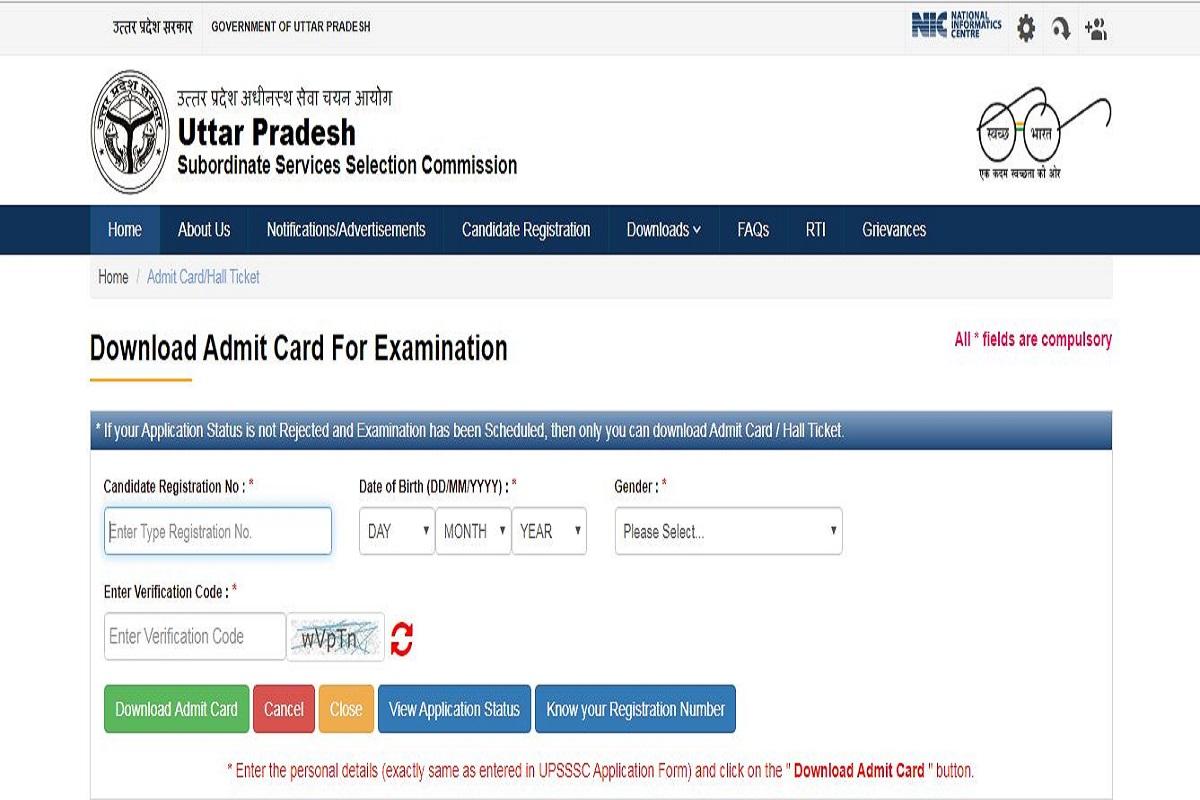 उत्तर प्रदेश सरकार GOVERNMENT OF UTTAR PRADESH
NIC NATIONAL INFORMATICS CENTRE
उत्तर प्रदेश सरकार
उत्तर प्रदेश अधीनस्थ सेवा चयन आयोग
Uttar Pradesh
Subordinate Services Selection Commission
स्वच्छ भारत
एक कदम स्वच्छता की ओर
Home About Us Notifications/Advertisements Candidate Registration Downloads FAQs RTI Grievances
Home / Admit Card/Hall Ticket
Download Admit Card For Examination
All * fields are compulsory
* If your Application Status is not Rejected and Examination has been Scheduled, then only you can download Admit Card / Hall Ticket.
Candidate Registration No : * Date of Birth (DD/MM/YYYY) : * Gender : *
Enter Type Registration No. DAY MONTH YEAR Please Select...
Enter Verification Code : *
Enter Verification Code wVpTn
Download Admit Card Cancel Close View Application Status Know your Registration Number
* Enter the personal details (exactly same as entered in UPSSSC Application Form) and click on the " Download Admit Card " button.